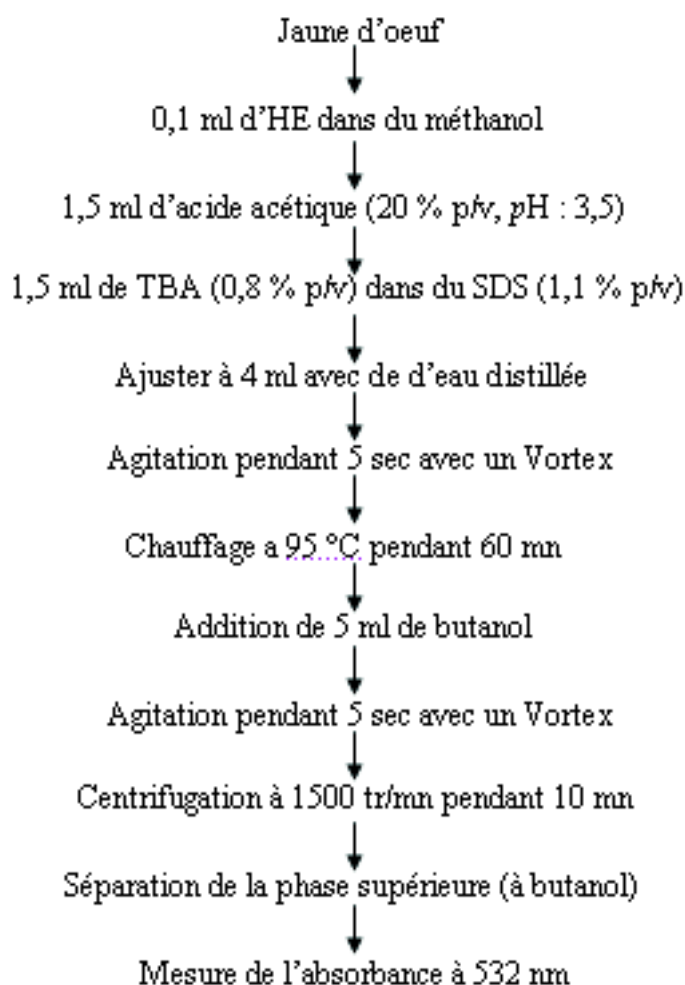 Jaune d'oeuf
0,1 ml d'HE dans du méthanol
1,5 ml d'acide acétique (20 % p/v, pH : 3,5)
1,5 ml de TBA (0,8 % p/v) dans du SDS (1,1 % p/v)
Ajuster à 4 ml avec de d'eau distillée
Agitation pendant 5 sec avec un Vortex
Chauffage a 95 °C pendant 60 mn
Addition de 5 ml de butanol
Agitation pendant 5 sec avec un Vortex
Centrifugation à 1500 tr/mn pendant 10 mn
Séparation de la phase supérieure (à butanol)
Mesure de l'absorbance à 532 nm